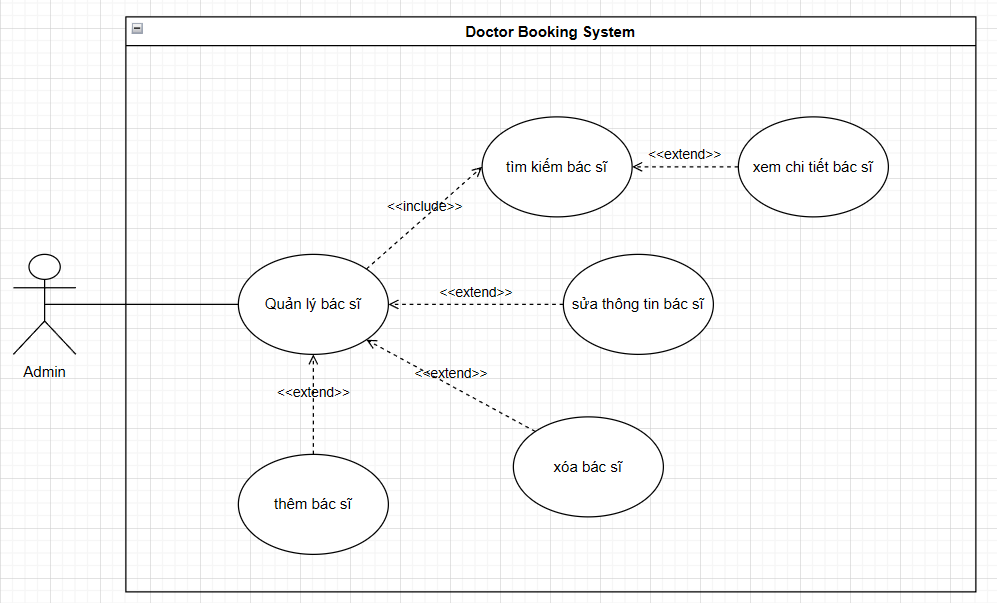 Doctor Booking System
tìm kiếm bác sĩ
<<extend>>
xem chi tiết bác sĩ
<<include>>
Quản lý bác sĩ
<<extend>>
sửa thông tin bác sĩ
Admin
<<extend>>
<<extend>>
xóa bác sĩ
thêm bác sĩ